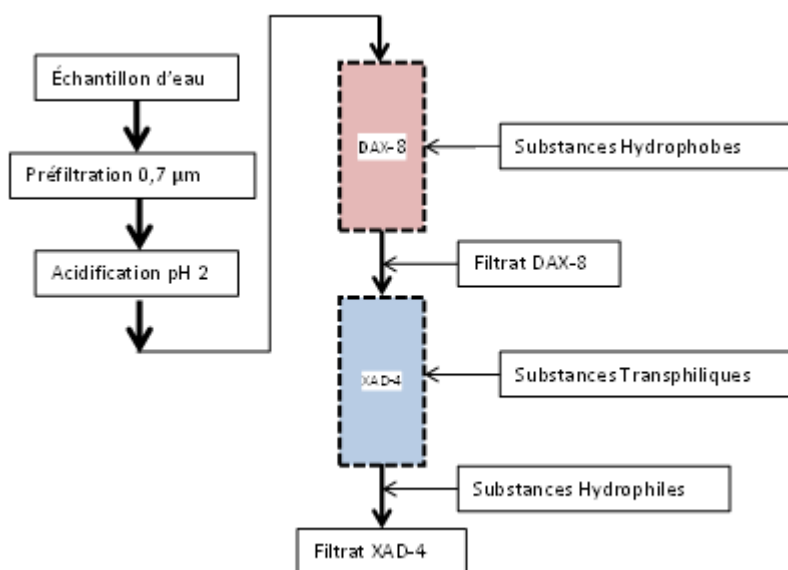 Échantillon d'eau
Préfiltration 0,7 µm
Acidification pH 2
DAX-8
Substances Hydrophobes
Filtrat DAX-8
XAD-4
Substances Transphiliques
Substances Hydrophiles
Filtrat XAD-4